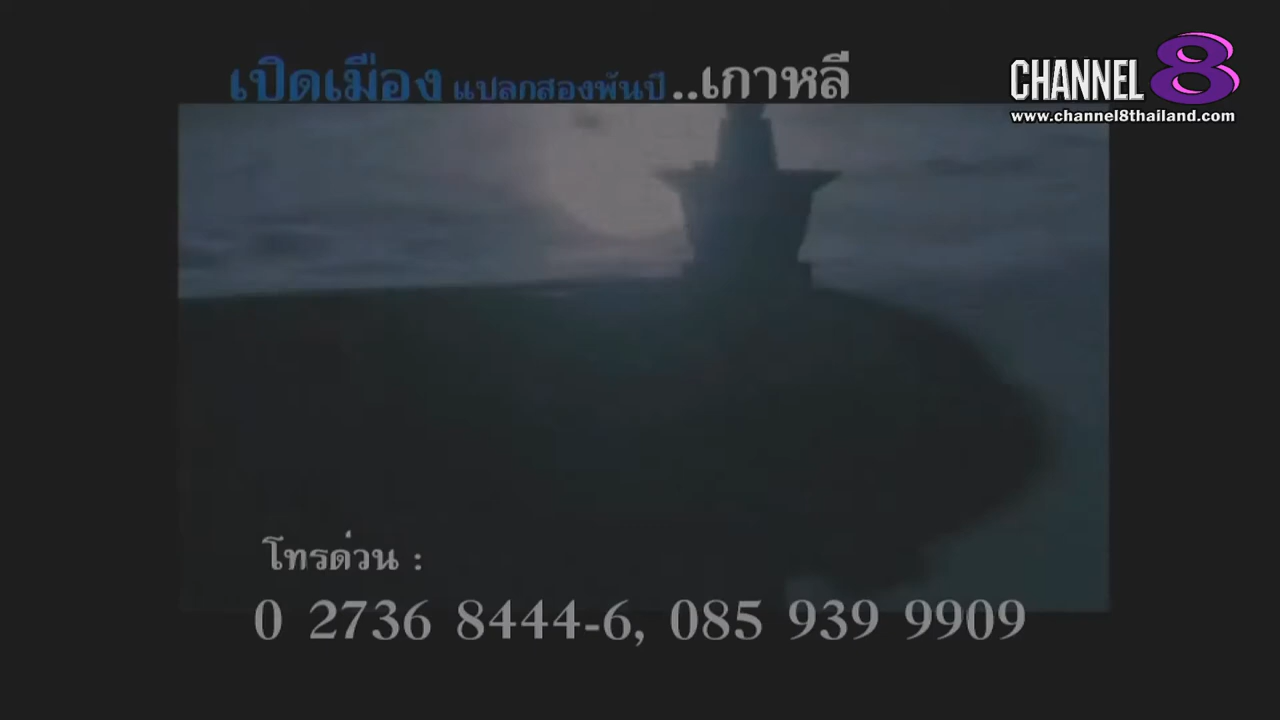 เปิดเมือง แปลกสองพันปี ..เกาหลี
CHANNEL 8
www.channel8thailand.com
โทรด่วน :
0 2736 8444-6, 085 939 9909